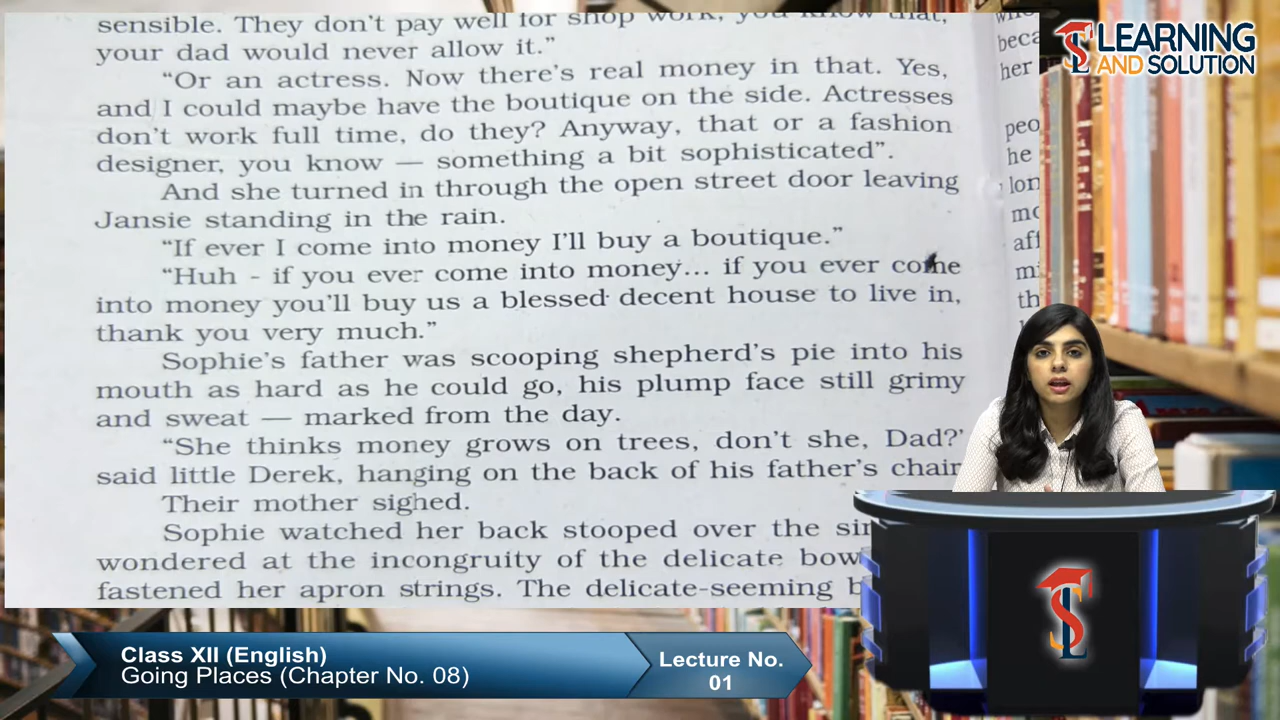 sensible. They don't pay well for shop work, you know that,
your dad would never allow it."
"Or an actress. Now there's real money in that. Yes,
and I could maybe have the boutique on the side. Actresses
don't work full time, do they? Anyway, that or a fashion
designer, you know — something a bit sophisticated".
And she turned in through the open street door leaving
Jansie standing in the rain.
"If ever I come into money I'll buy a boutique."
"Huh - if you ever come into money... if you ever come
into money you'll buy us a blessed decent house to live in,
thank you very much."
Sophie's father was scooping shepherd's pie into his
mouth as hard as he could go, his plump face still grimy
and sweat — marked from the day.
"She thinks money grows on trees, don't she, Dad?'
said little Derek, hanging on the back of his father's chair
Their mother sighed.
Sophie watched her back stooped over the
wondered at the incongruity of the delicate bow
fastened her apron strings. The delicate-seeming
her
he
LEARNING
AND SOLUTION
Class XII (English)
Going Places (Chapter No. 08)
Lecture No.
01